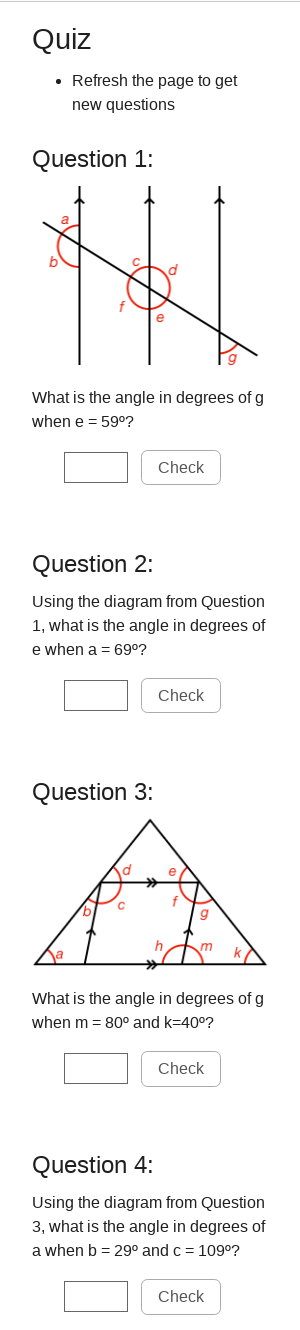 Quiz
• Refresh the page to get
new questions
Question 1:
a
b
c
d
f
e
g
What is the angle in degrees of g
when e = 59º?
Check
Question 2:
Using the diagram from Question
1, what is the angle in degrees of
e when a = 69º?
Check
Question 3:
d
e
b
c
f
g
a
h
m
k
What is the angle in degrees of g
when m = 80º and k=40º?
Check
Question 4:
Using the diagram from Question
3, what is the angle in degrees of
a when b = 29º and c = 109º?
Check